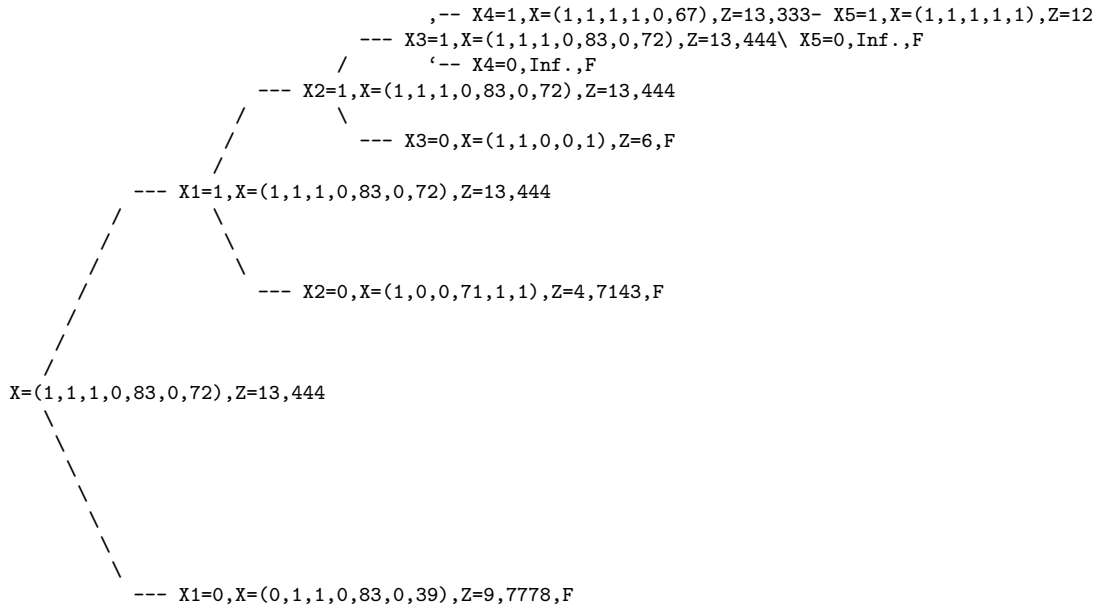 ,-- X4=1,X=(1,1,1,1,0,67),Z=13,333- X5=1,X=(1,1,1,1,1),Z=12
--- X3=1,X=(1,1,1,0,83,0,72),Z=13,444\ X5=0,Inf.,F
/ ‘-- X4=0,Inf.,F
--- X2=1,X=(1,1,1,0,83,0,72),Z=13,444
/ \
/ --- X3=0,X=(1,1,0,0,1),Z=6,F
/
--- X1=1,X=(1,1,1,0,83,0,72),Z=13,444
/ \
/ \
/ \
/ --- X2=0,X=(1,0,0,71,1,1),Z=4,7143,F
/
/
/
X=(1,1,1,0,83,0,72),Z=13,444
\
\
\
\
\
\
\
--- X1=0,X=(0,1,1,0,83,0,39),Z=9,7778,F